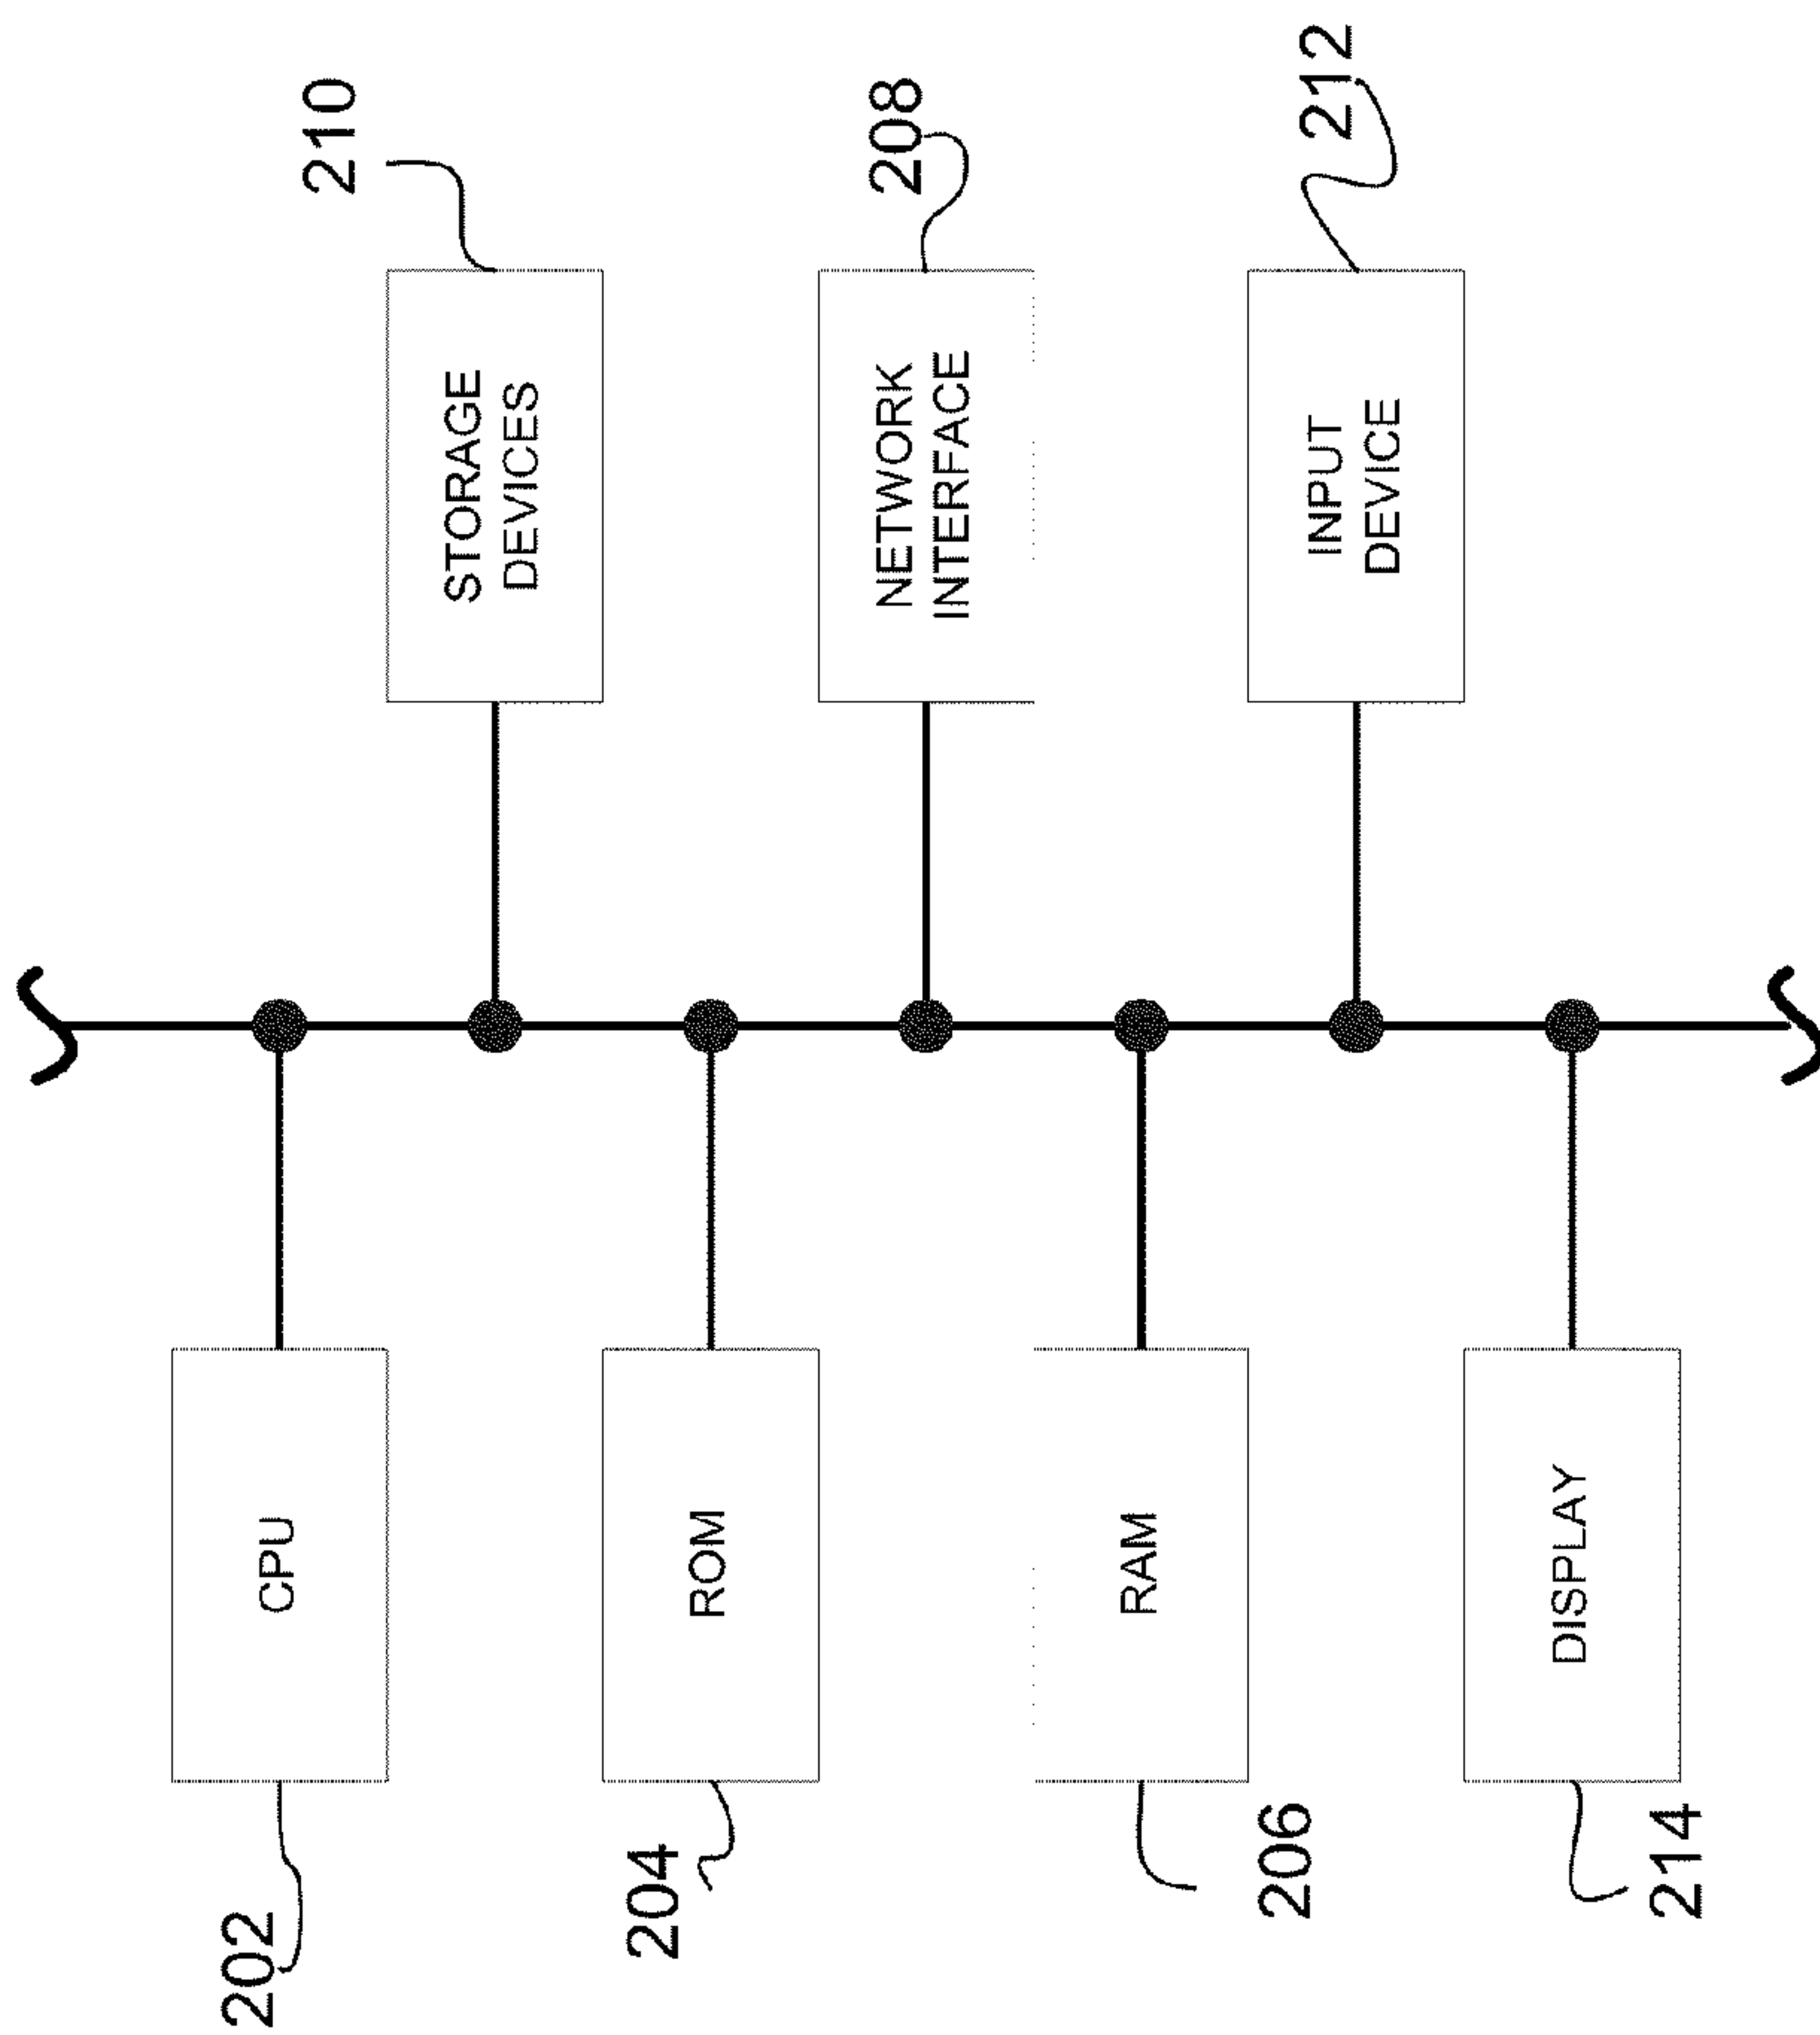 210
208
212
STORAGE
DEVICES
NETWORK
INTERFACE
INPUT
DEVICE
CPU
ROM
RAM
DISPLAY
202
204
206
214